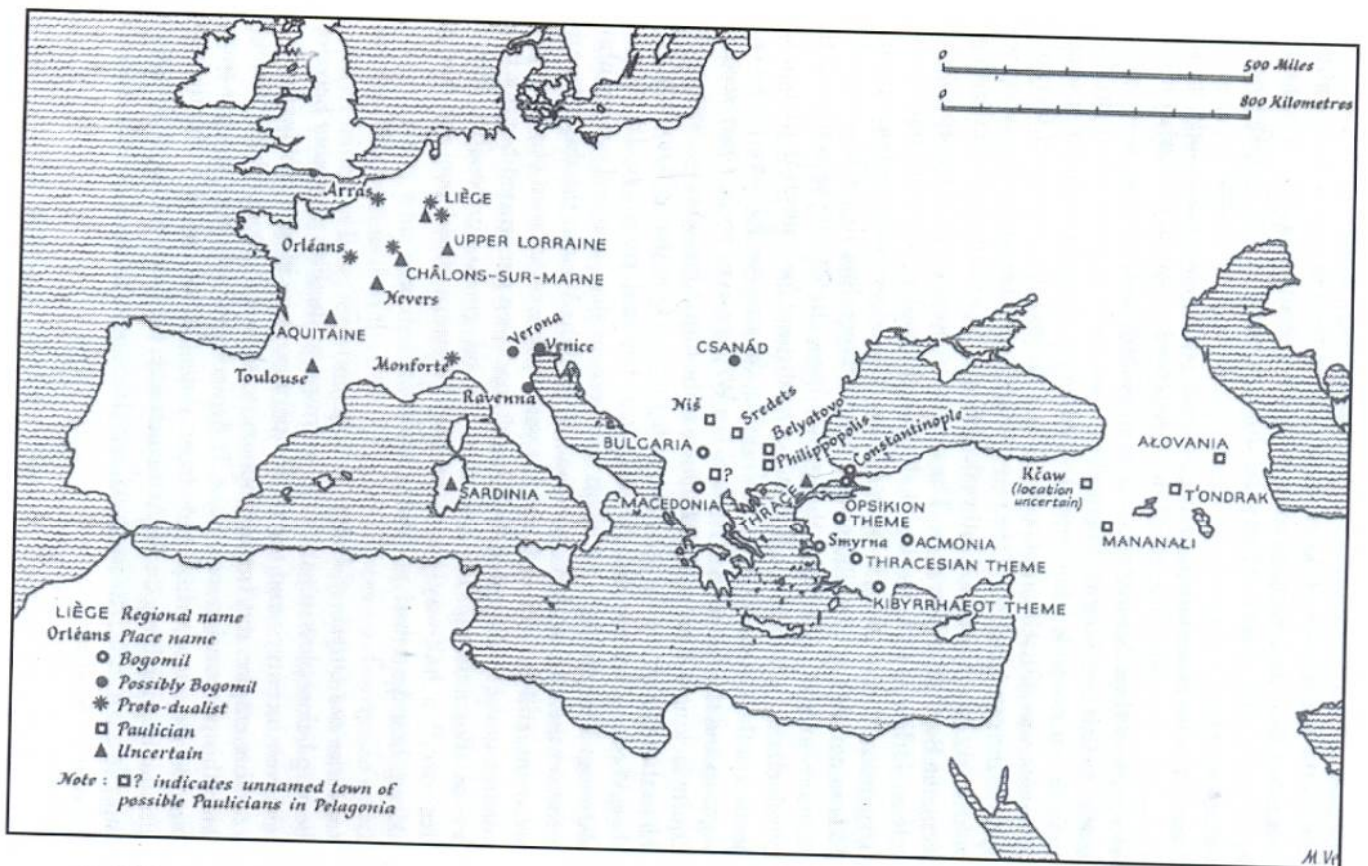 0 500 Miles
0 800 Kilometres
Arras
LIÈGE
Orléans
UPPER LORRAINE
CHÂLONS-SUR-MARNE
Nevers
AQUITAINE
Toulouse
Monforte
Verona
Venice
Ravenna
CSANÁD
Niš
Sredets
Belyatovo
Philippopolis
Constantinople
BULGARIA
?
MACEDONIA
THRACE
SARDINIA
OPSIKION
THEME
Smyrna
ACMONIA
THRACESIAN THEME
KIBYRRHAEOT THEME
Kčaw
(location
uncertain)
AŁOVANIA
T'ONDRAK
MANANAŁI
LIÈGE Regional name
Orléans Place name
Bogomil
Possibly Bogomil
Proto-dualist
Paulician
Uncertain
Note : ? indicates unnamed town of
possible Paulicians in Pelagonia